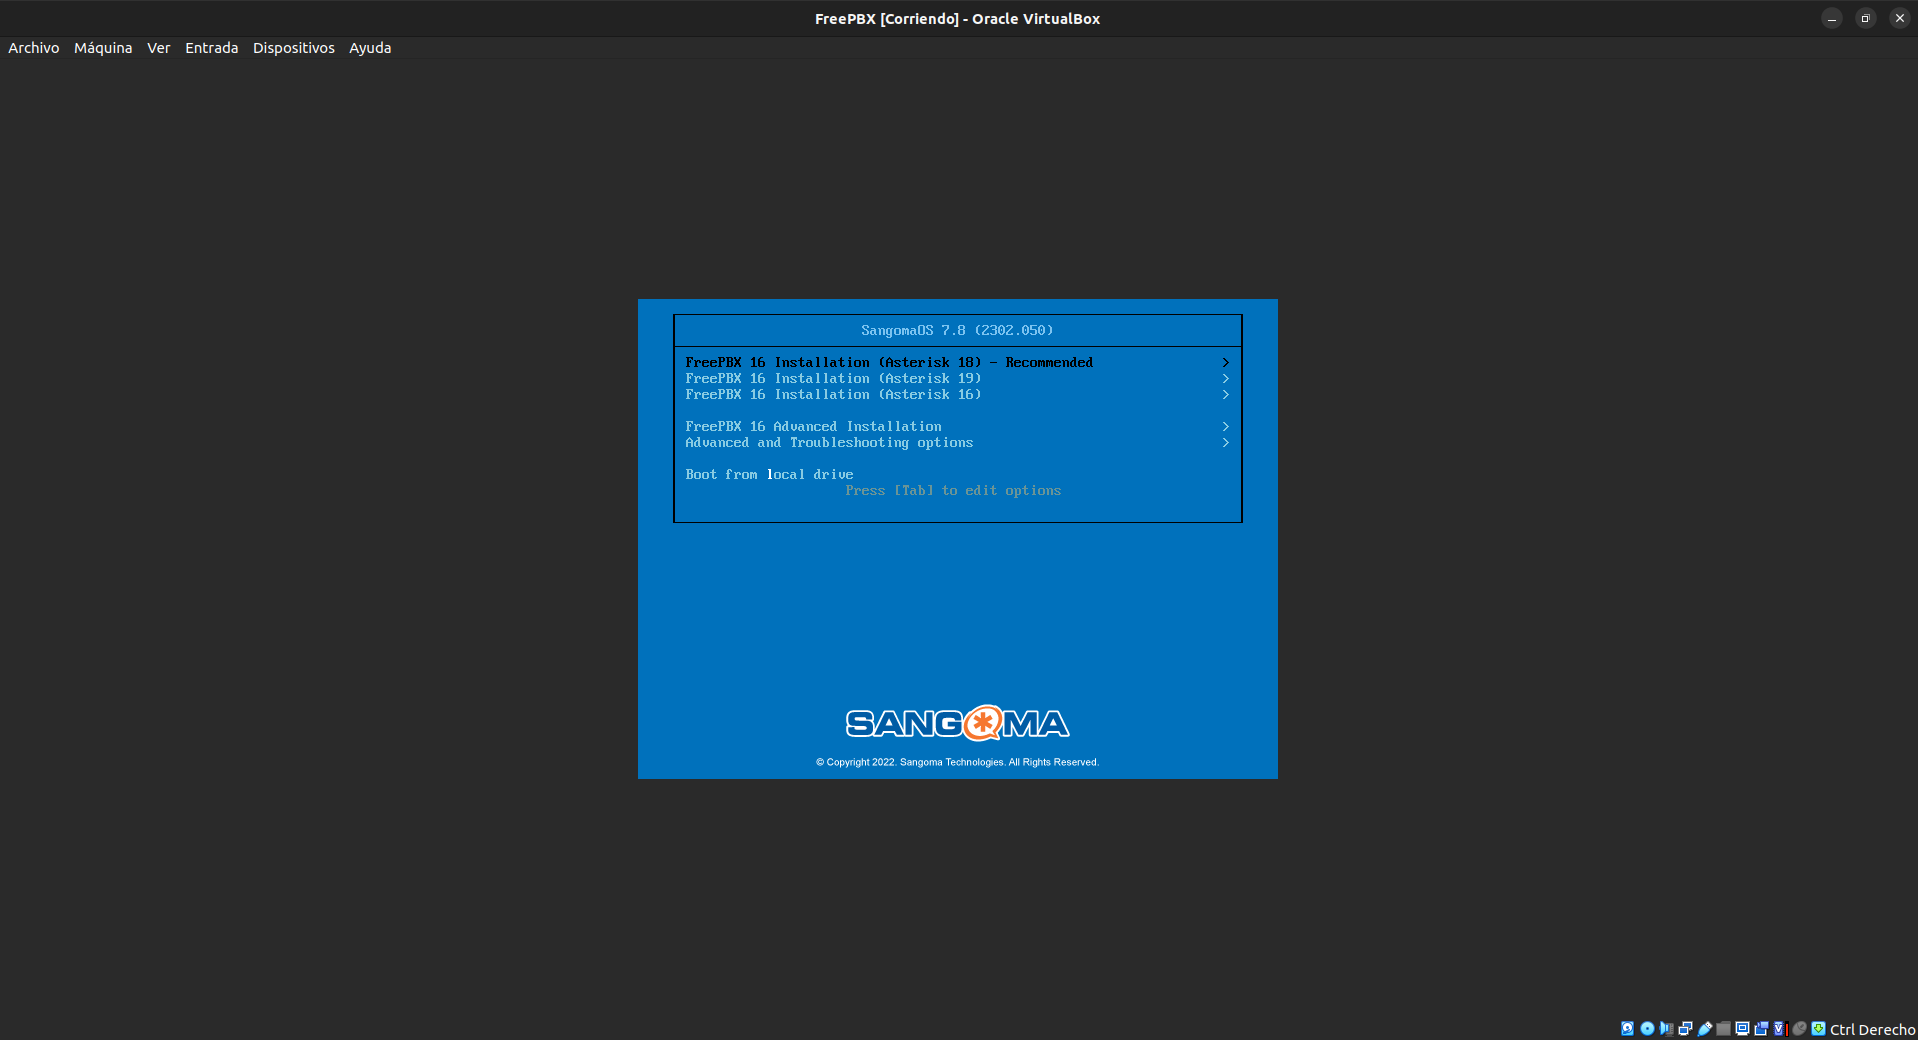 FreePBX [Corriendo] - Oracle VirtualBox
Archivo Máquina Ver Entrada Dispositivos Ayuda
SangomaOS 7.8 (2302.050)
FreePBX 16 Installation (Asterisk 18) - Recommended >
FreePBX 16 Installation (Asterisk 19) >
FreePBX 16 Installation (Asterisk 16) >
FreePBX 16 Advanced Installation >
Advanced and Troubleshooting options >
Boot from local drive
Press [Tab] to edit options
SANGOMA
© Copyright 2022. Sangoma Technologies. All Rights Reserved.
Ctrl Derecho